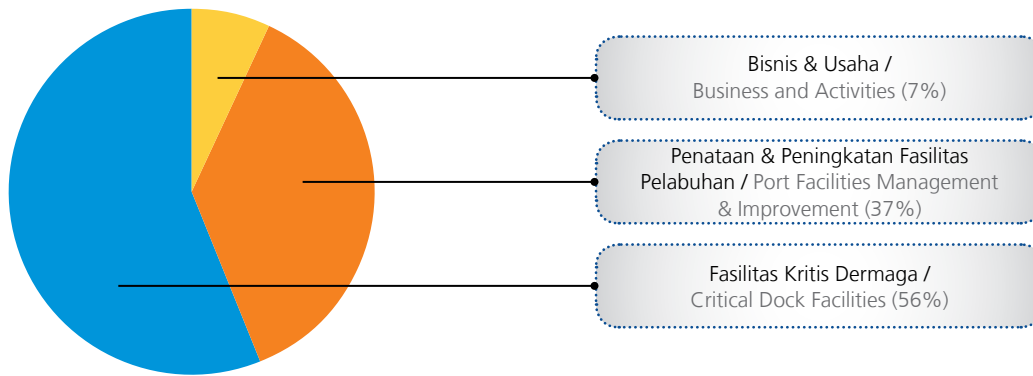 Bisnis & Usaha /
Business and Activities (7%)
Penataan & Peningkatan Fasilitas
Pelabuhan / Port Facilities Management
& Improvement (37%)
Fasilitas Kritis Dermaga /
Critical Dock Facilities (56%)